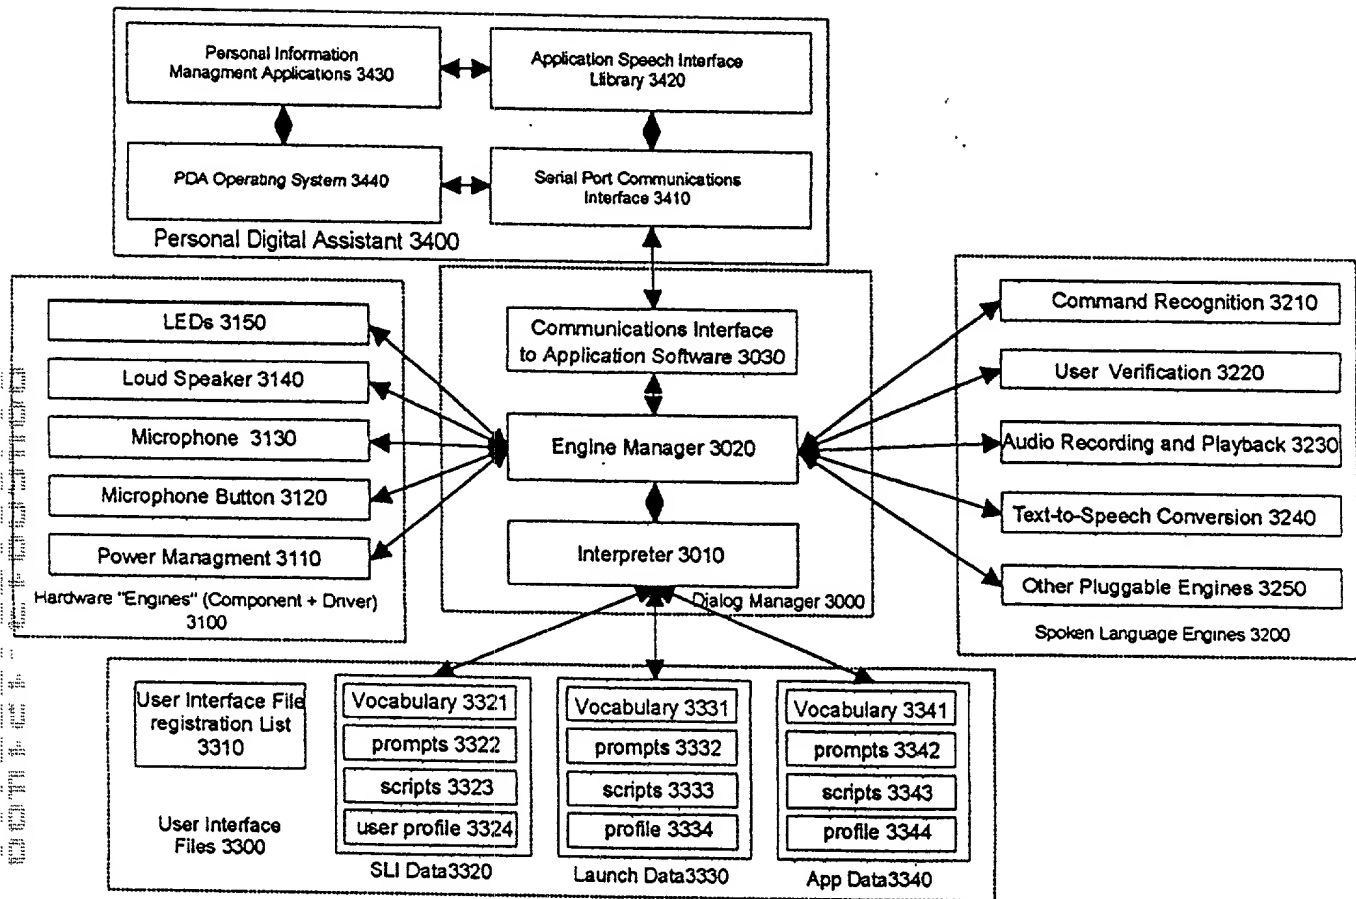 Personal Information
Managment Applications 3430
Application Speech Interface
Llibrary 3420
PDA Operating System 3440
Serial Port Communications
Interface 3410
Personal Digital Assistant 3400
LEDs 3150
Loud Speaker 3140
Microphone 3130
Microphone Button 3120
Power Managment 3110
Hardware "Engines" (Component + Driver)
3100
Communications Interface
to Application Software 3030
Engine Manager 3020
Interpreter 3010
Dialog Manager 3000
Command Recognition 3210
User Verification 3220
Audio Recording and Playback 3230
Text-to-Speech Conversion 3240
Other Pluggable Engines 3250
Spoken Language Engines 3200
User Interface File
registration List
3310
User Interface
Files 3300
Vocabulary 3321
prompts 3322
scripts 3323
user profile 3324
SLI Data3320
Vocabulary 3331
prompts 3332
scripts 3333
profile 3334
Launch Data3330
Vocabulary 3341
prompts 3342
scripts 3343
profile 3344
App Data3340